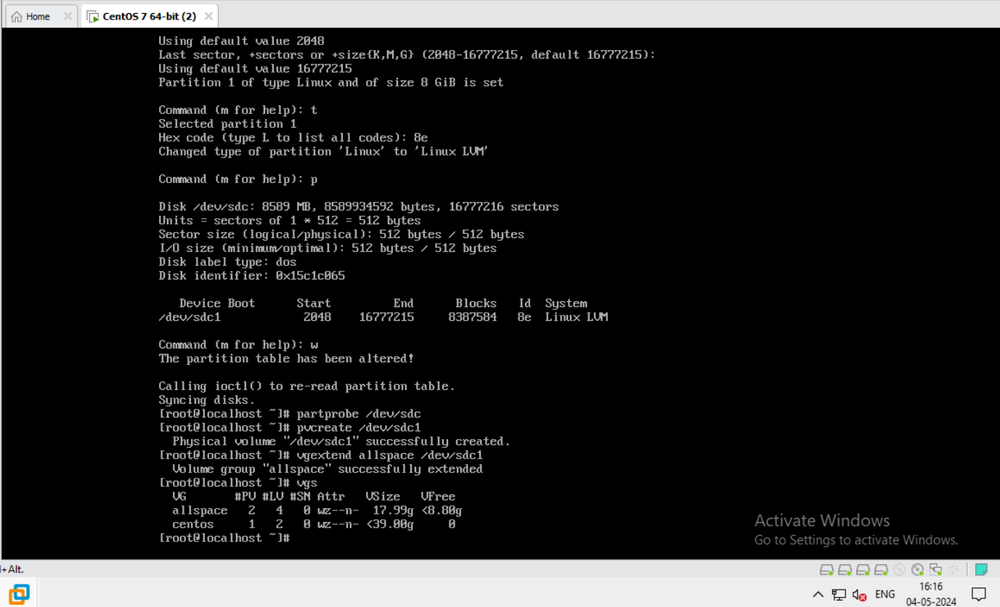 Home
CentOS 7 64-bit (2)
Using default value 2048
Last sector, +sectors or +size{K,M,G} (2048-16777215, default 16777215):
Using default value 16777215
Partition 1 of type Linux and of size 8 GiB is set
Command (m for help): t
Selected partition 1
Hex code (type L to list all codes): 8e
Changed type of partition 'Linux' to 'Linux LVM'
Command (m for help): p
Disk /dev/sdc: 8589 MB, 8589934592 bytes, 16777216 sectors
Units = sectors of 1 * 512 = 512 bytes
Sector size (logical/physical): 512 bytes / 512 bytes
I/O size (minimum/optimal): 512 bytes / 512 bytes
Disk label type: dos
Disk identifier: 0x15c1c065
Device Boot      Start         End      Blocks   Id  System
/dev/sdc1            2048    16777215     8387584   8e  Linux LVM
Command (m for help): w
The partition table has been altered!
Calling ioctl() to re-read partition table.
Syncing disks.
[root@localhost ~]# partprobe /dev/sdc
[root@localhost ~]# pvcreate /dev/sdc1
Physical volume "/dev/sdc1" successfully created.
[root@localhost ~]# vgextend allspace /dev/sdc1
Volume group "allspace" successfully extended
[root@localhost ~]# vgs
VG       #PV #LV #SN Attr   VSize   VFree
allspace   2   4   0 wz--n-  17.99g <8.80g
centos     1   2   0 wz--n- <39.00g     0
[root@localhost ~]#
Activate Windows
Go to Settings to activate Windows.
+Alt.
ENG
16:16
04-05-2024